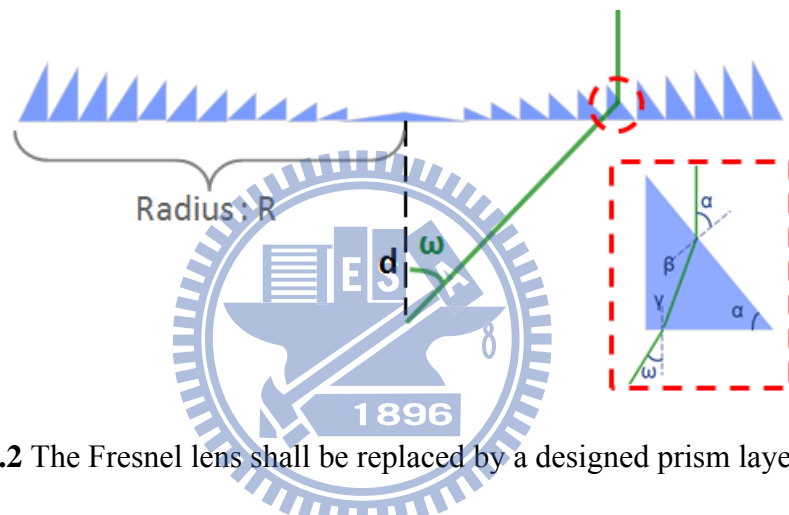 Radius : R
d
ω
E S A
1896
α
β
γ
α
ω
.2 The Fresnel lens shall be replaced by a designed prism laye